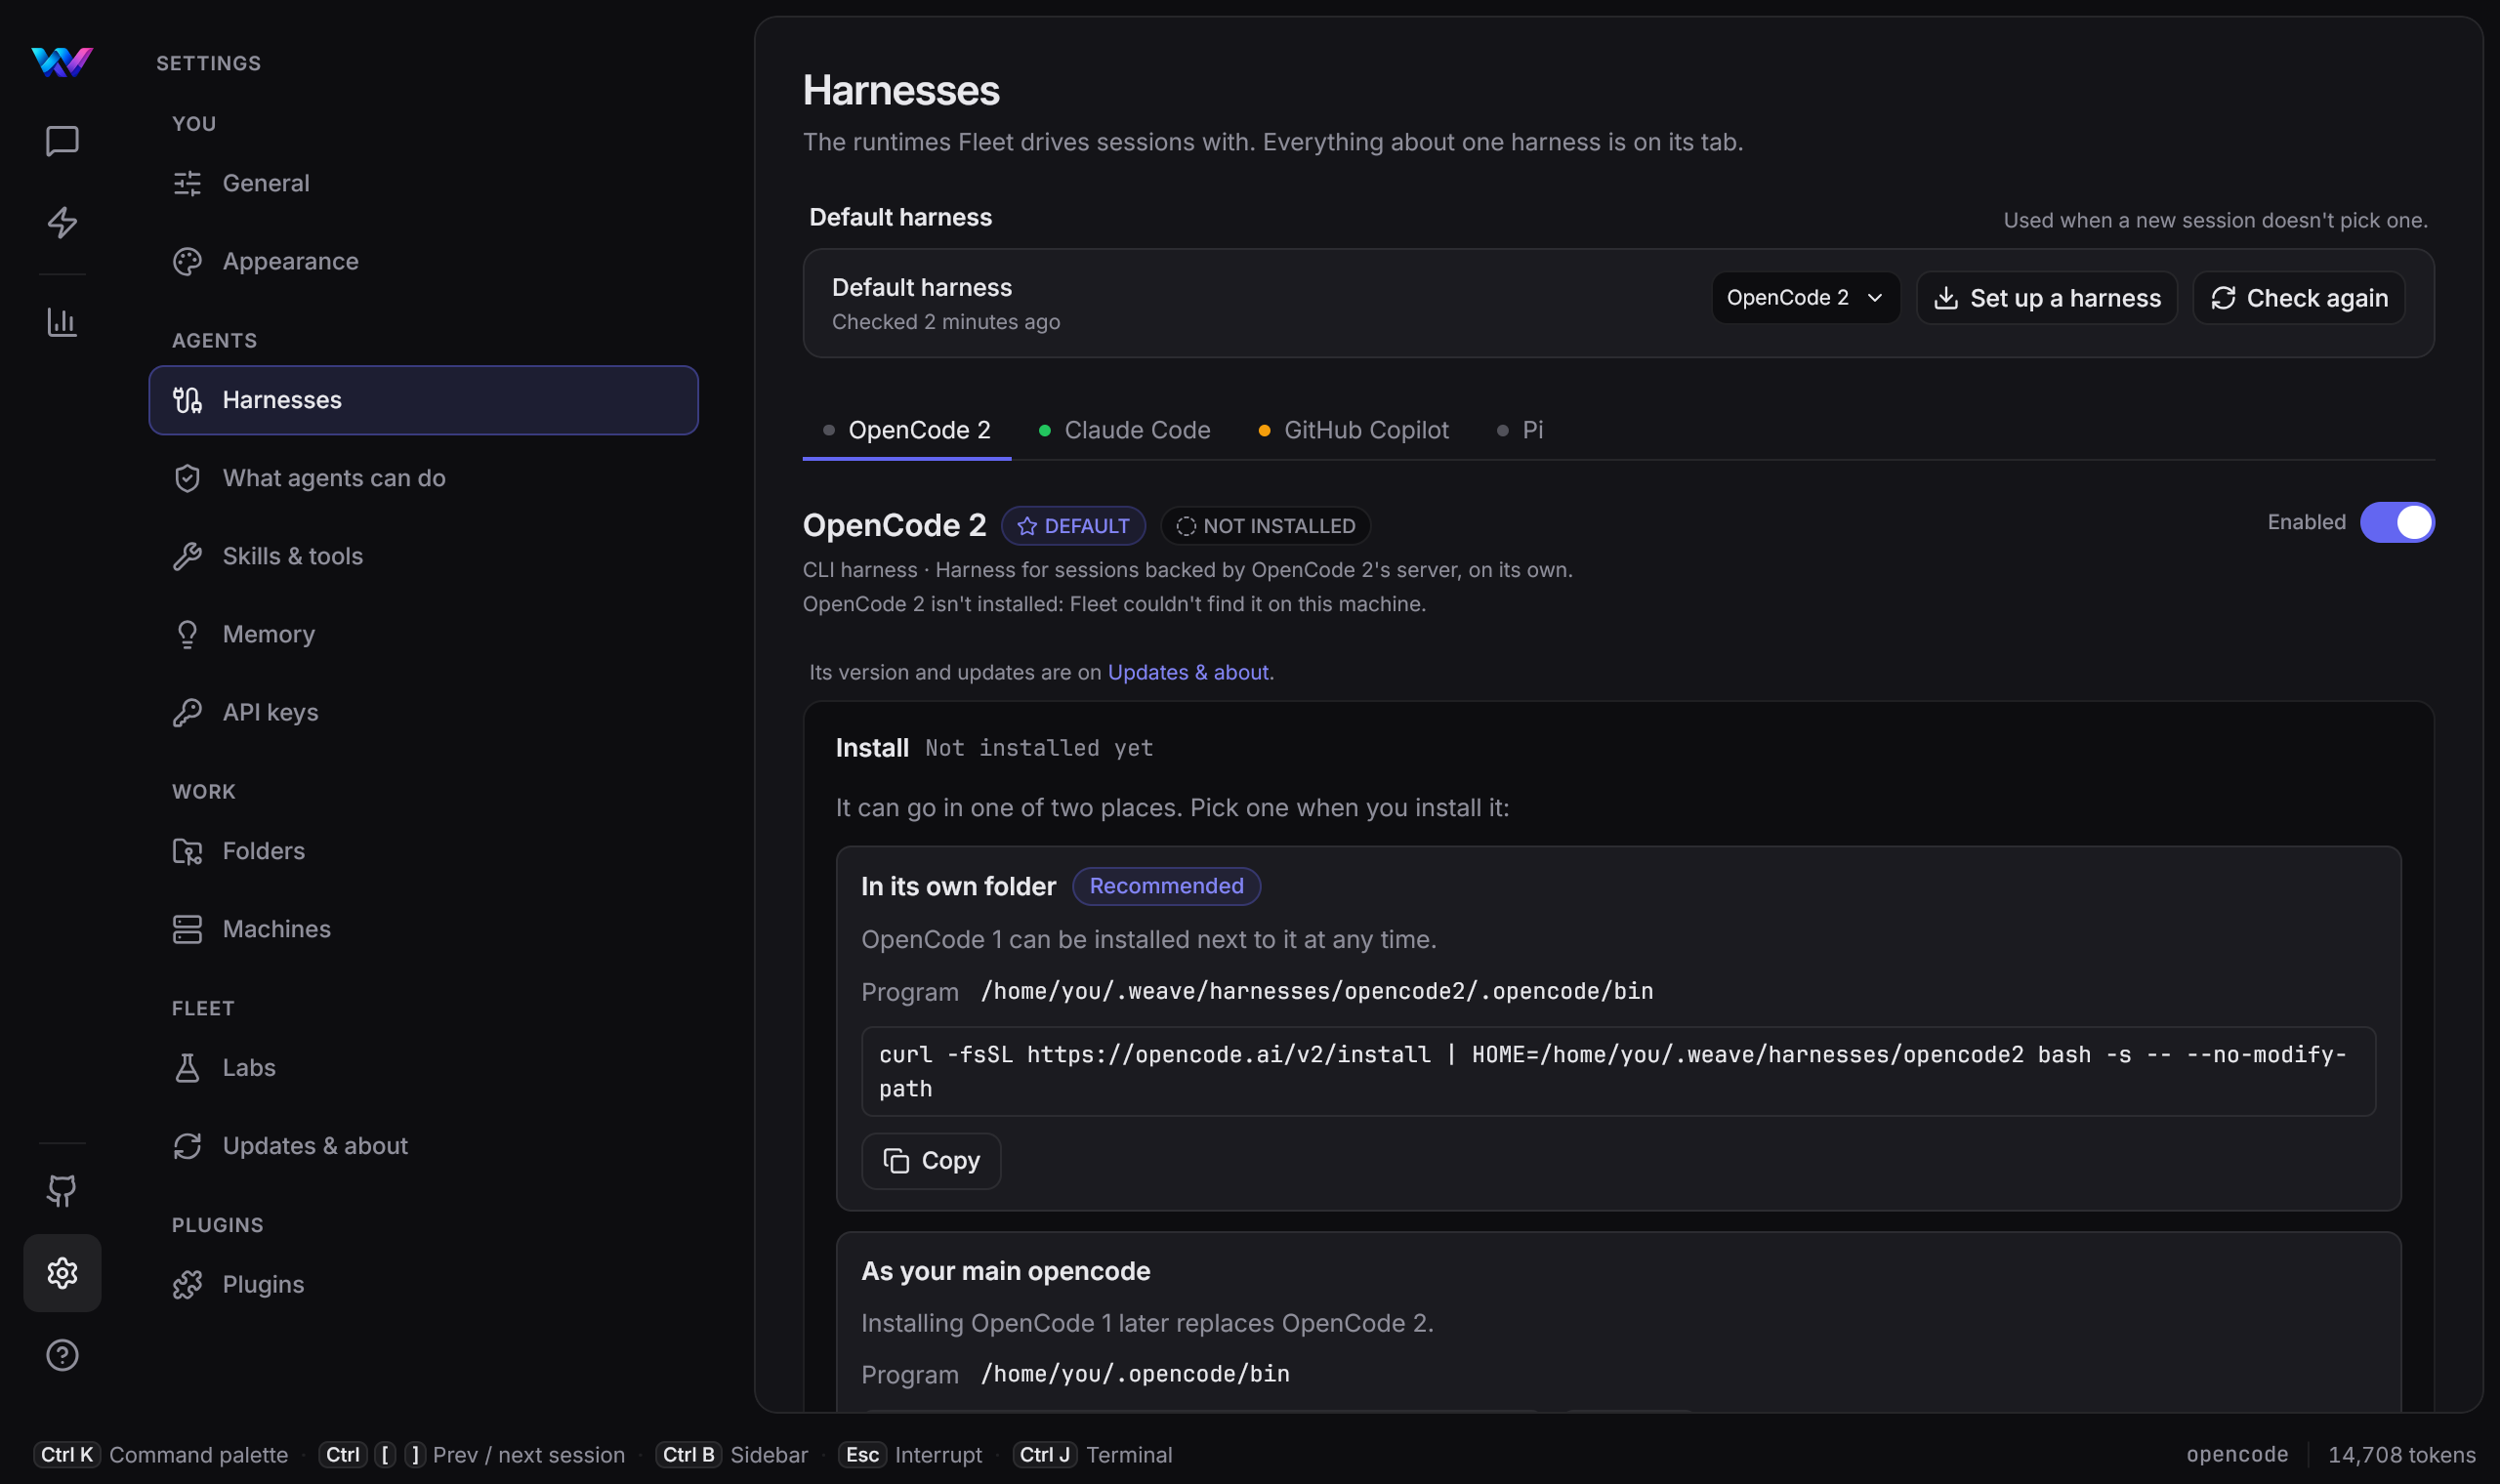 SETTINGS
YOU
General
Appearance
AGENTS
Harnesses
What agents can do
Skills & tools
Memory
API keys
WORK
Folders
Machines
FLEET
Labs
Updates & about
PLUGINS
Plugins
Harnesses
The runtimes Fleet drives sessions with. Everything about one harness is on its tab.
Default harness
Used when a new session doesn't pick one.
Default harness
Checked 2 minutes ago
OpenCode 2
Set up a harness
Check again
OpenCode 2
Claude Code
GitHub Copilot
Pi
OpenCode 2
DEFAULT
NOT INSTALLED
Enabled
CLI harness · Harness for sessions backed by OpenCode 2's server, on its own.
OpenCode 2 isn't installed: Fleet couldn't find it on this machine.
Its version and updates are on Updates & about.
Install Not installed yet
It can go in one of two places. Pick one when you install it:
In its own folder Recommended
OpenCode 1 can be installed next to it at any time.
Program /home/you/.weave/harnesses/opencode2/.opencode/bin
curl -fsSL https://opencode.ai/v2/install | HOME=/home/you/.weave/harnesses/opencode2 bash -s -- --no-modify-
path
Copy
As your main opencode
Installing OpenCode 1 later replaces OpenCode 2.
Program /home/you/.opencode/bin
Ctrl K Command palette · Ctrl [ ] Prev / next session · Ctrl B Sidebar · Esc Interrupt · Ctrl J Terminal
opencode
14,708 tokens